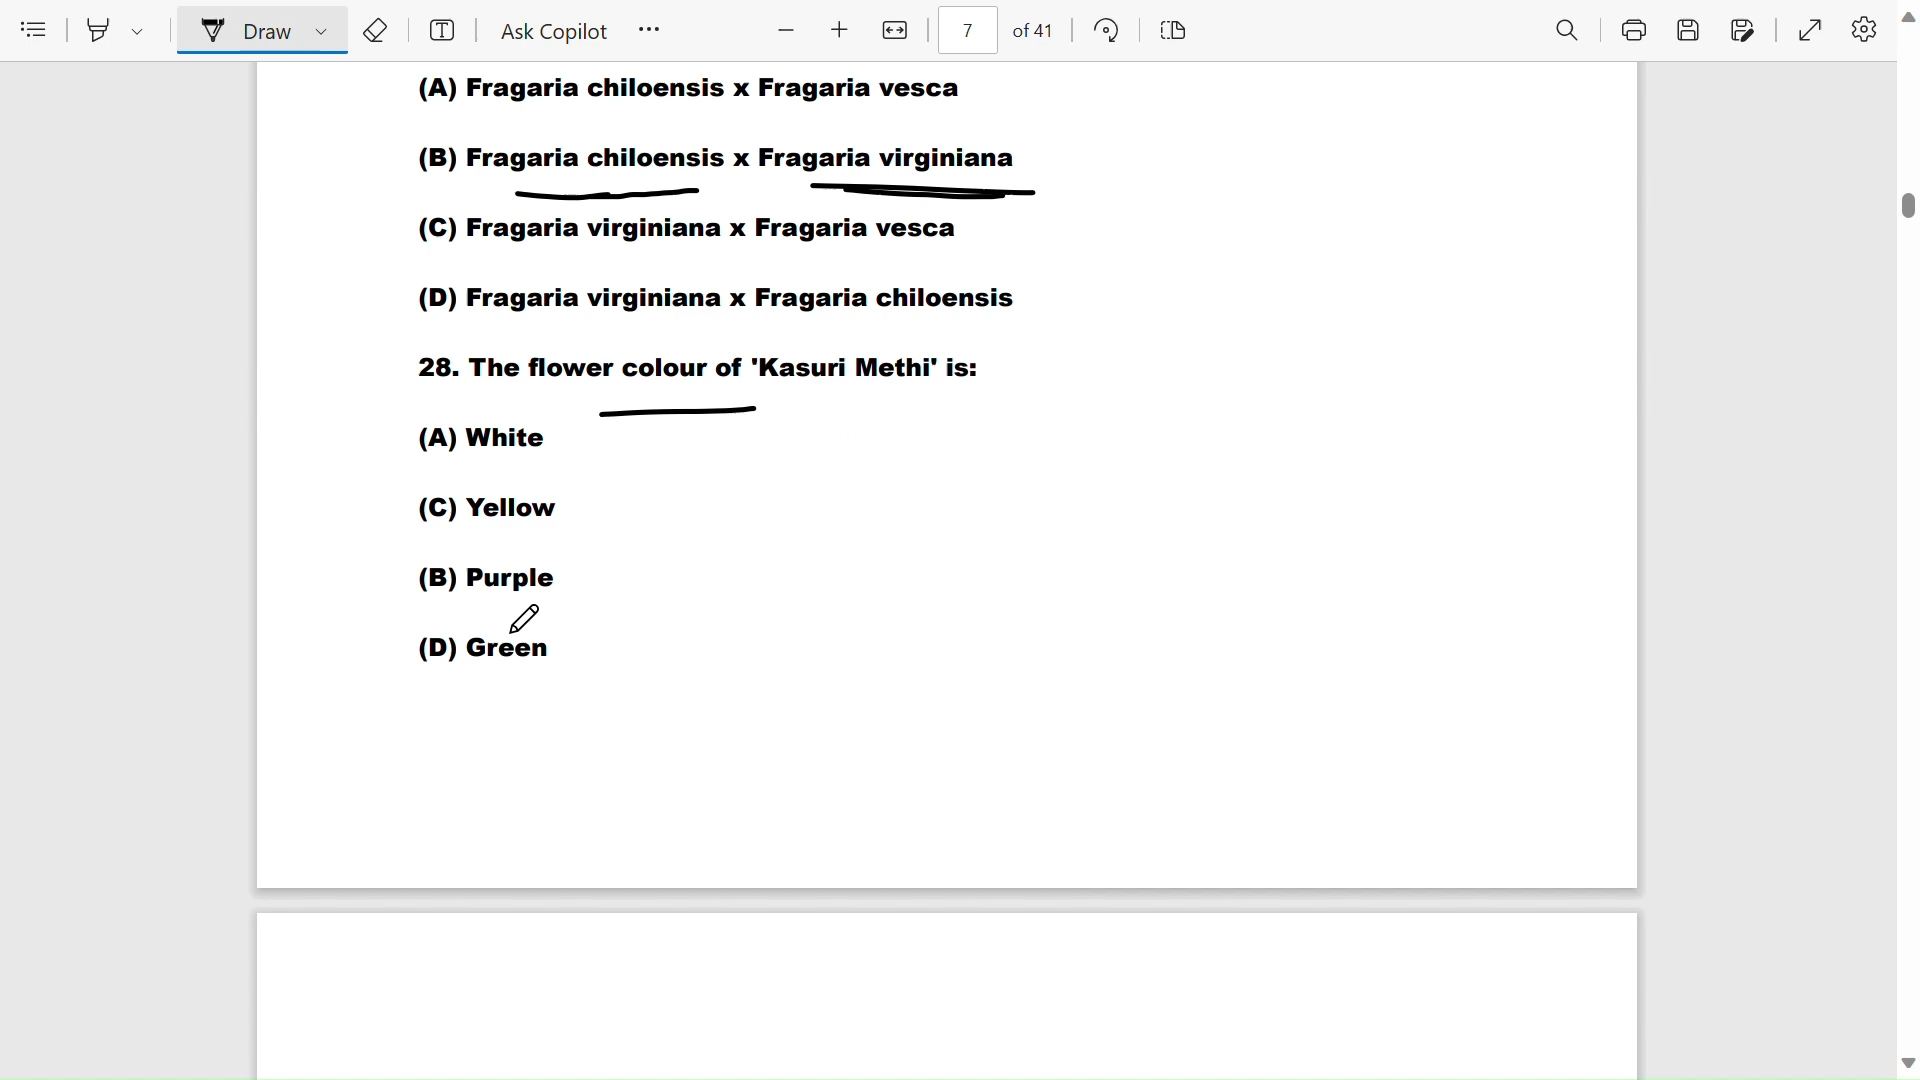 Draw
Ask Copilot
7 of 41
(A) Fragaria chiloensis x Fragaria vesca
(B) Fragaria chiloensis x Fragaria virginiana
(C) Fragaria virginiana x Fragaria vesca
(D) Fragaria virginiana x Fragaria chiloensis
28. The flower colour of 'Kasuri Methi' is:
(A) White
(C) Yellow
(B) Purple
(D) Green